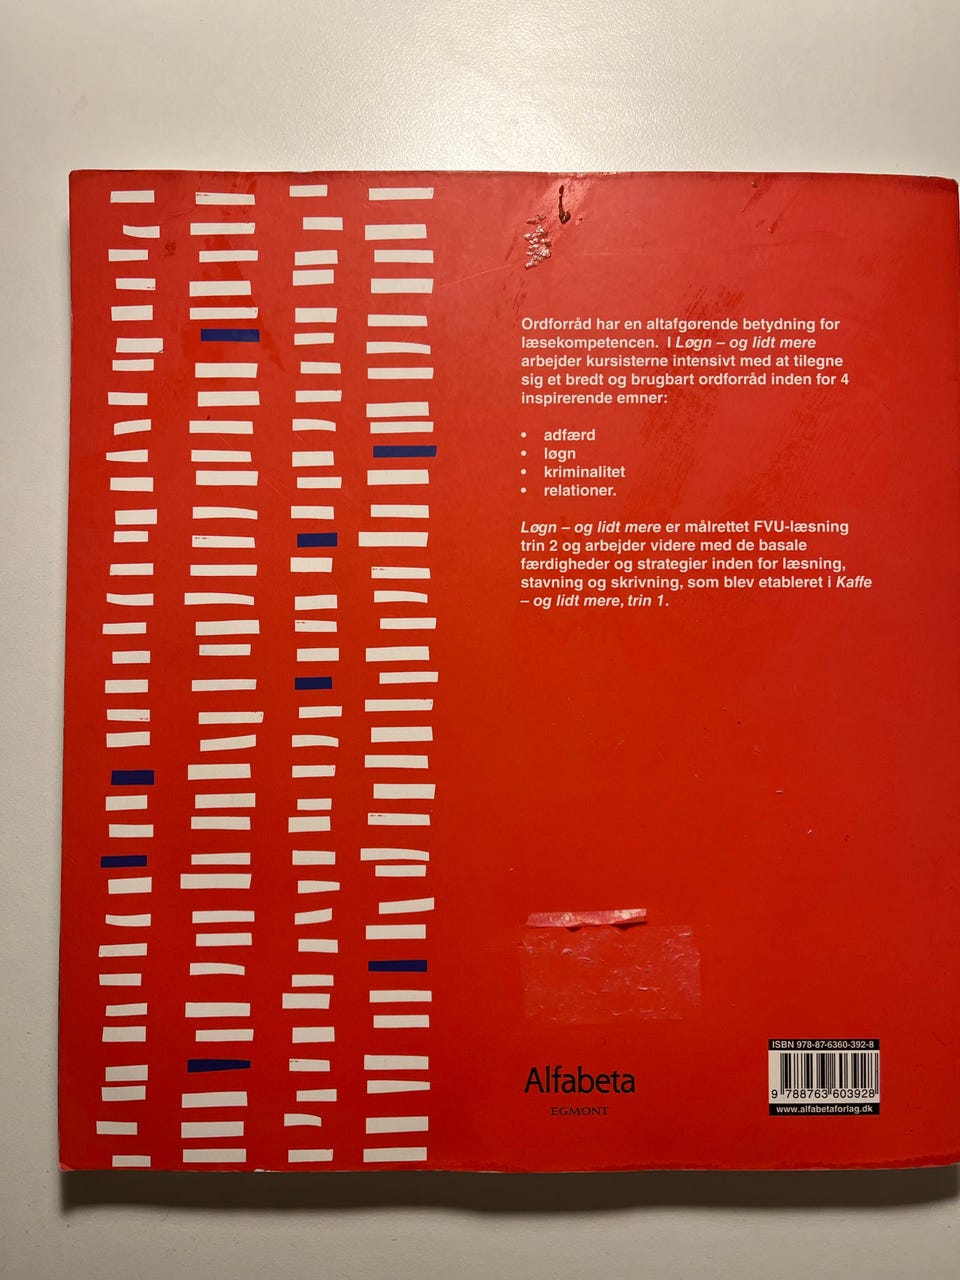 Ordforråd har en altafgørende betydning for
læsekompetencen. I Løgn – og lidt mere
arbejder kursisterne intensivt med at tilegne
sig et bredt og brugbart ordforråd inden for 4
inspirerende emner:
• adfærd
• løgn
• kriminalitet
• relationer.
Løgn – og lidt mere er målrettet FVU-læsning
trin 2 og arbejder videre med de basale
færdigheder og strategier inden for læsning,
stavning og skrivning, som blev etableret i Kaffe
– og lidt mere, trin 1.
Alfabeta
EGMONT
ISBN 978-87-6360-392-8
9 788763 603928
www.alfabetaforlag.dk